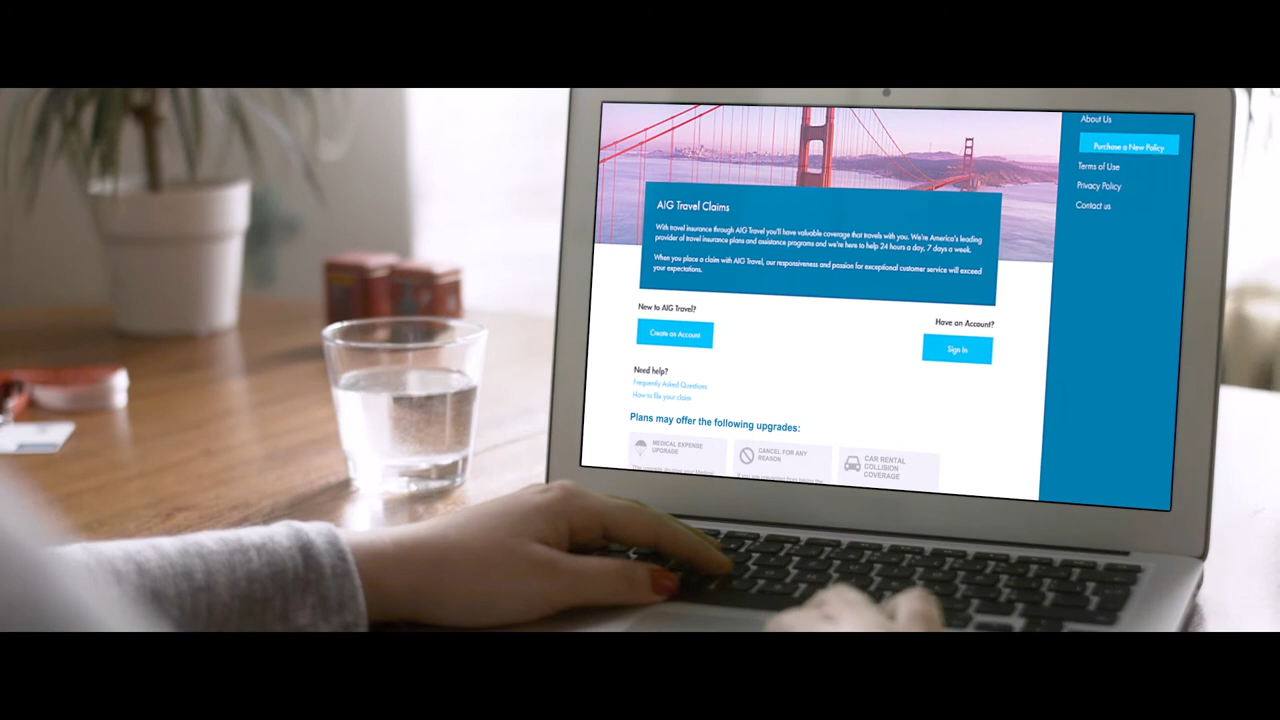 About Us
Purchase a New Policy
Terms of Use
Privacy Policy
Contact us
AIG Travel Claims
With travel insurance through AIG Travel you'll have valuable coverage that travels with you. We're America's leading
provider of travel insurance plans and assistance programs and we're here to help 24 hours a day, 7 days a week.
When you place a claim with AIG Travel, our responsiveness and passion for exceptional customer service will exceed
your expectations.
New to AIG Travel?
Create an Account
Have an Account?
Sign In
Need help?
Frequently Asked Questions
How to file your claim
Plans may offer the following upgrades:
MEDICAL EXPENSE
UPGRADE
CANCEL FOR ANY
REASON
CAR RENTAL
COLLISION
COVERAGE